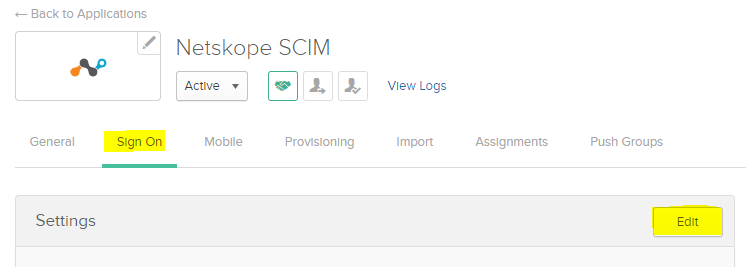 ← Back to Applications
Netskope SCIM
Active ▼ View Logs
General Sign On Mobile Provisioning Import Assignments Push Groups
Settings Edit